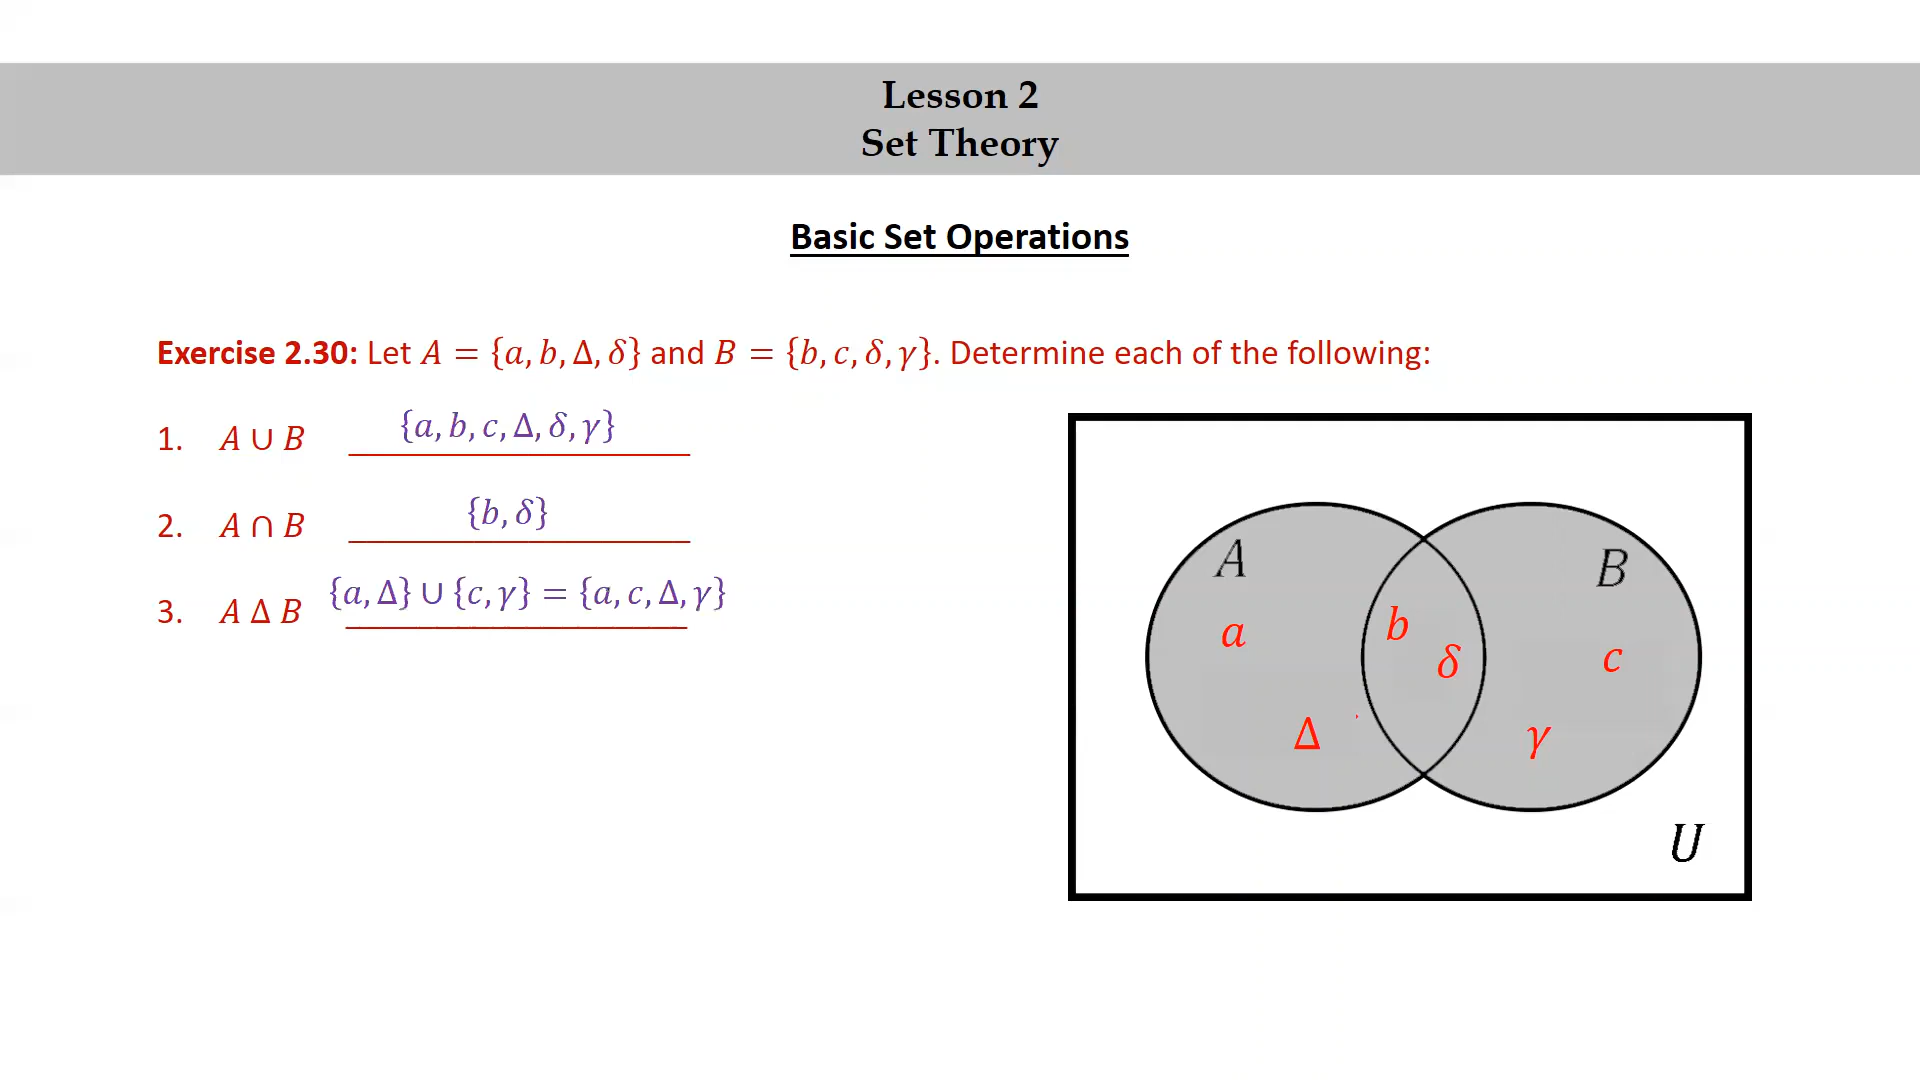 Lesson 2
Set Theory
Basic Set Operations
Exercise 2.30: Let A = {a, b, Δ, δ} and B = {b, c, δ, γ}. Determine each of the following:
1. A ∪ B {a, b, c, Δ, δ, γ}
2. A ∩ B {b, δ}
3. A Δ B {a, Δ} ∪ {c, γ} = {a, c, Δ, γ}
A
B
a
b
δ
c
Δ
γ
U